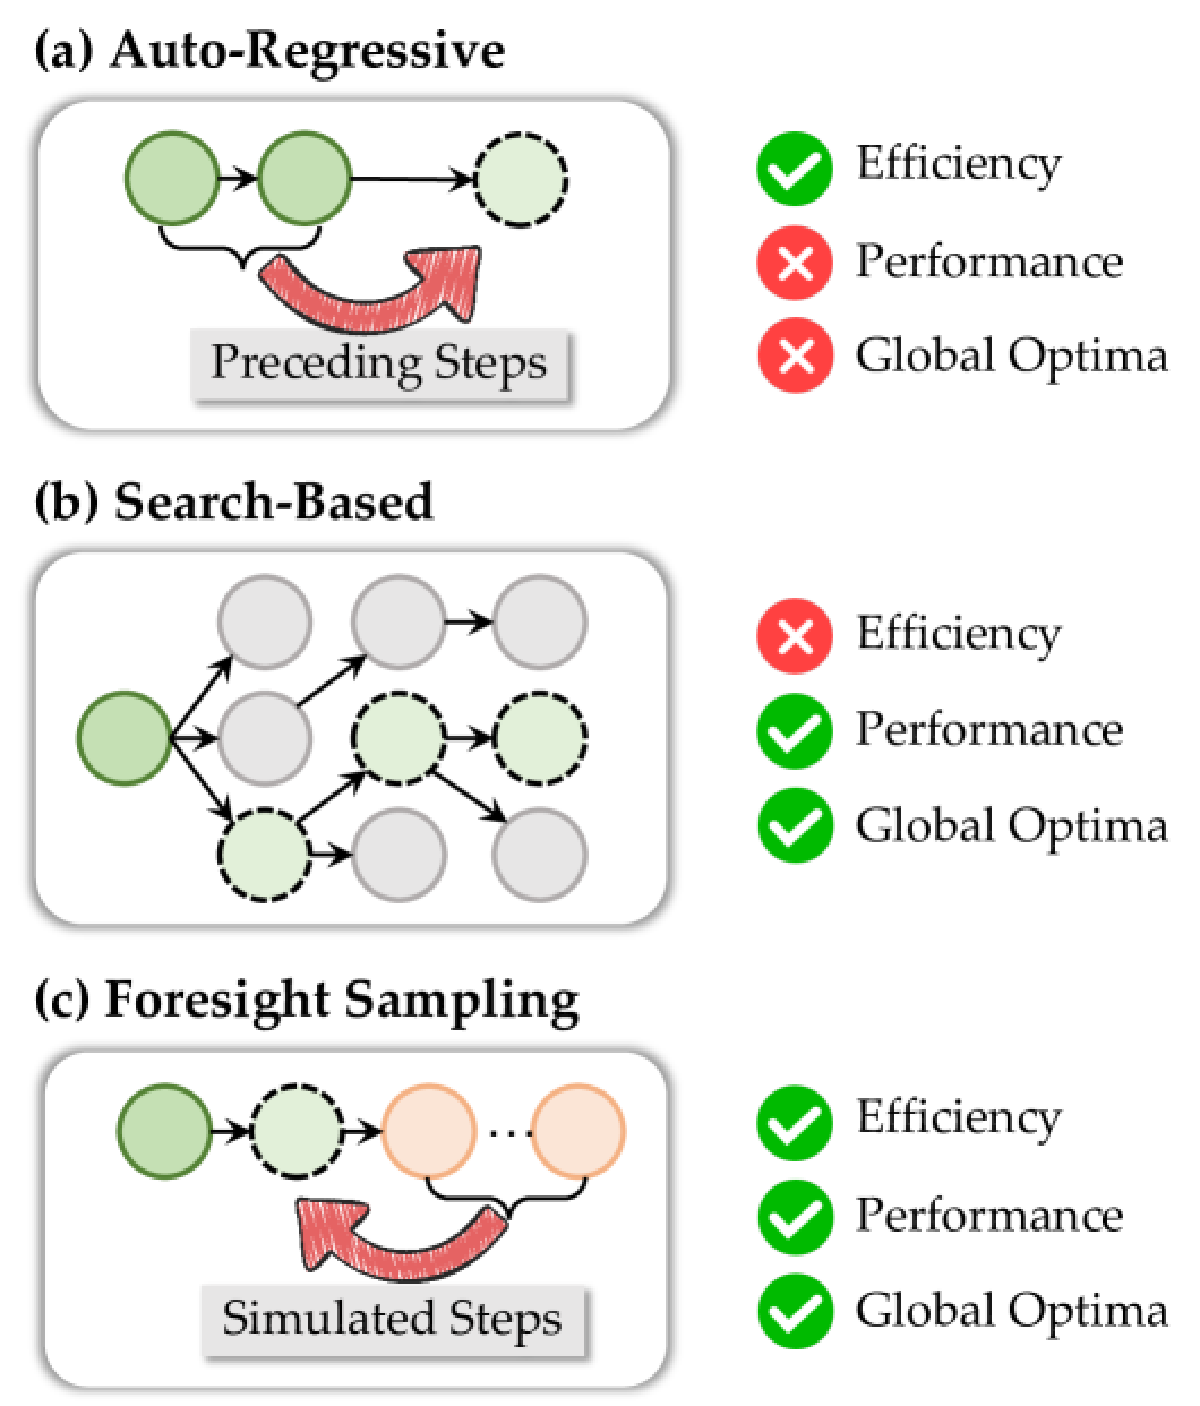 (a) Auto-Regressive
Efficiency
Performance
Global Optima
Preceding Steps
(b) Search-Based
Efficiency
Performance
Global Optima
(c) Foresight Sampling
Efficiency
Performance
Global Optima
...
Simulated Steps